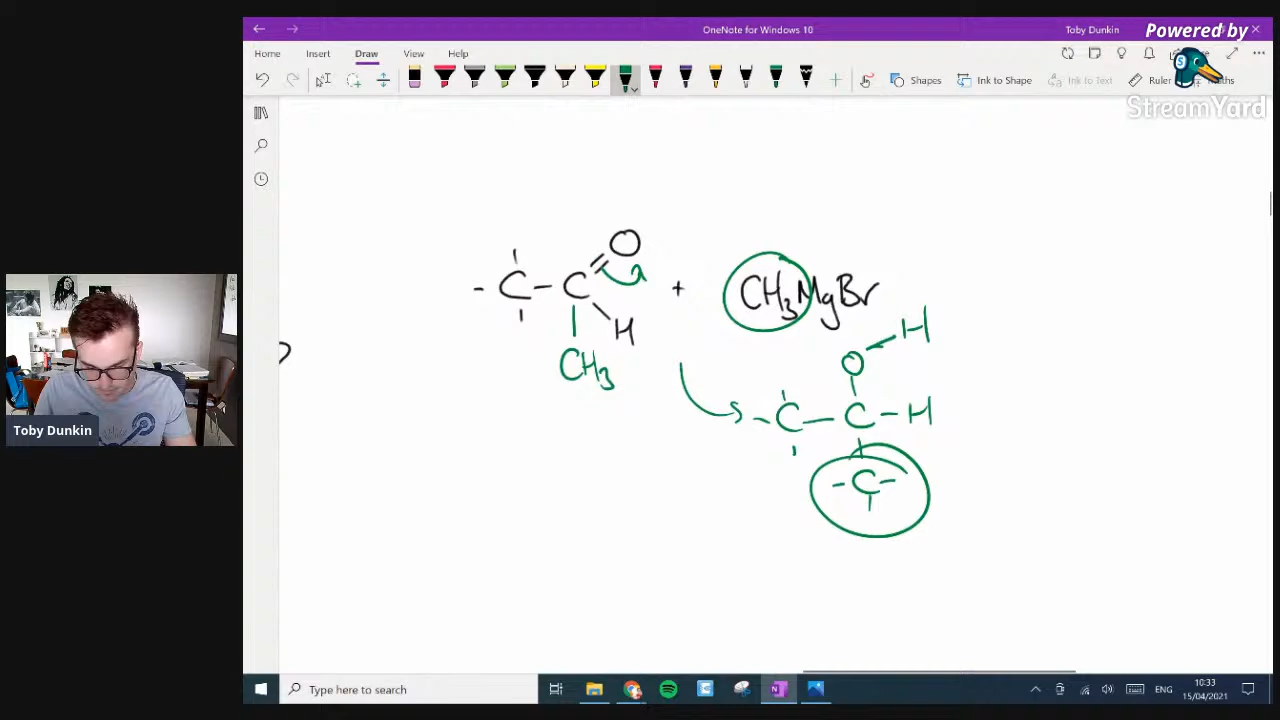 OneNote for Windows 10
Toby Dunkin
Powered by
Home Insert Draw View Help
Shapes Ink to Shape Ink to Text Ruler
StreamYard
O
- C - C + CH3MgBr
H
CH3
O - H
- C - C - H
- C -
Toby Dunkin
Type here to search
ENG
10:33
15/04/2021